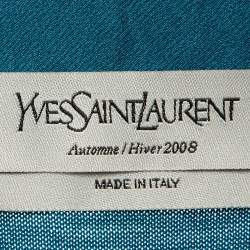 YVESSAINTLAURENT
Automne/Hiver 2008
MADE IN ITALY